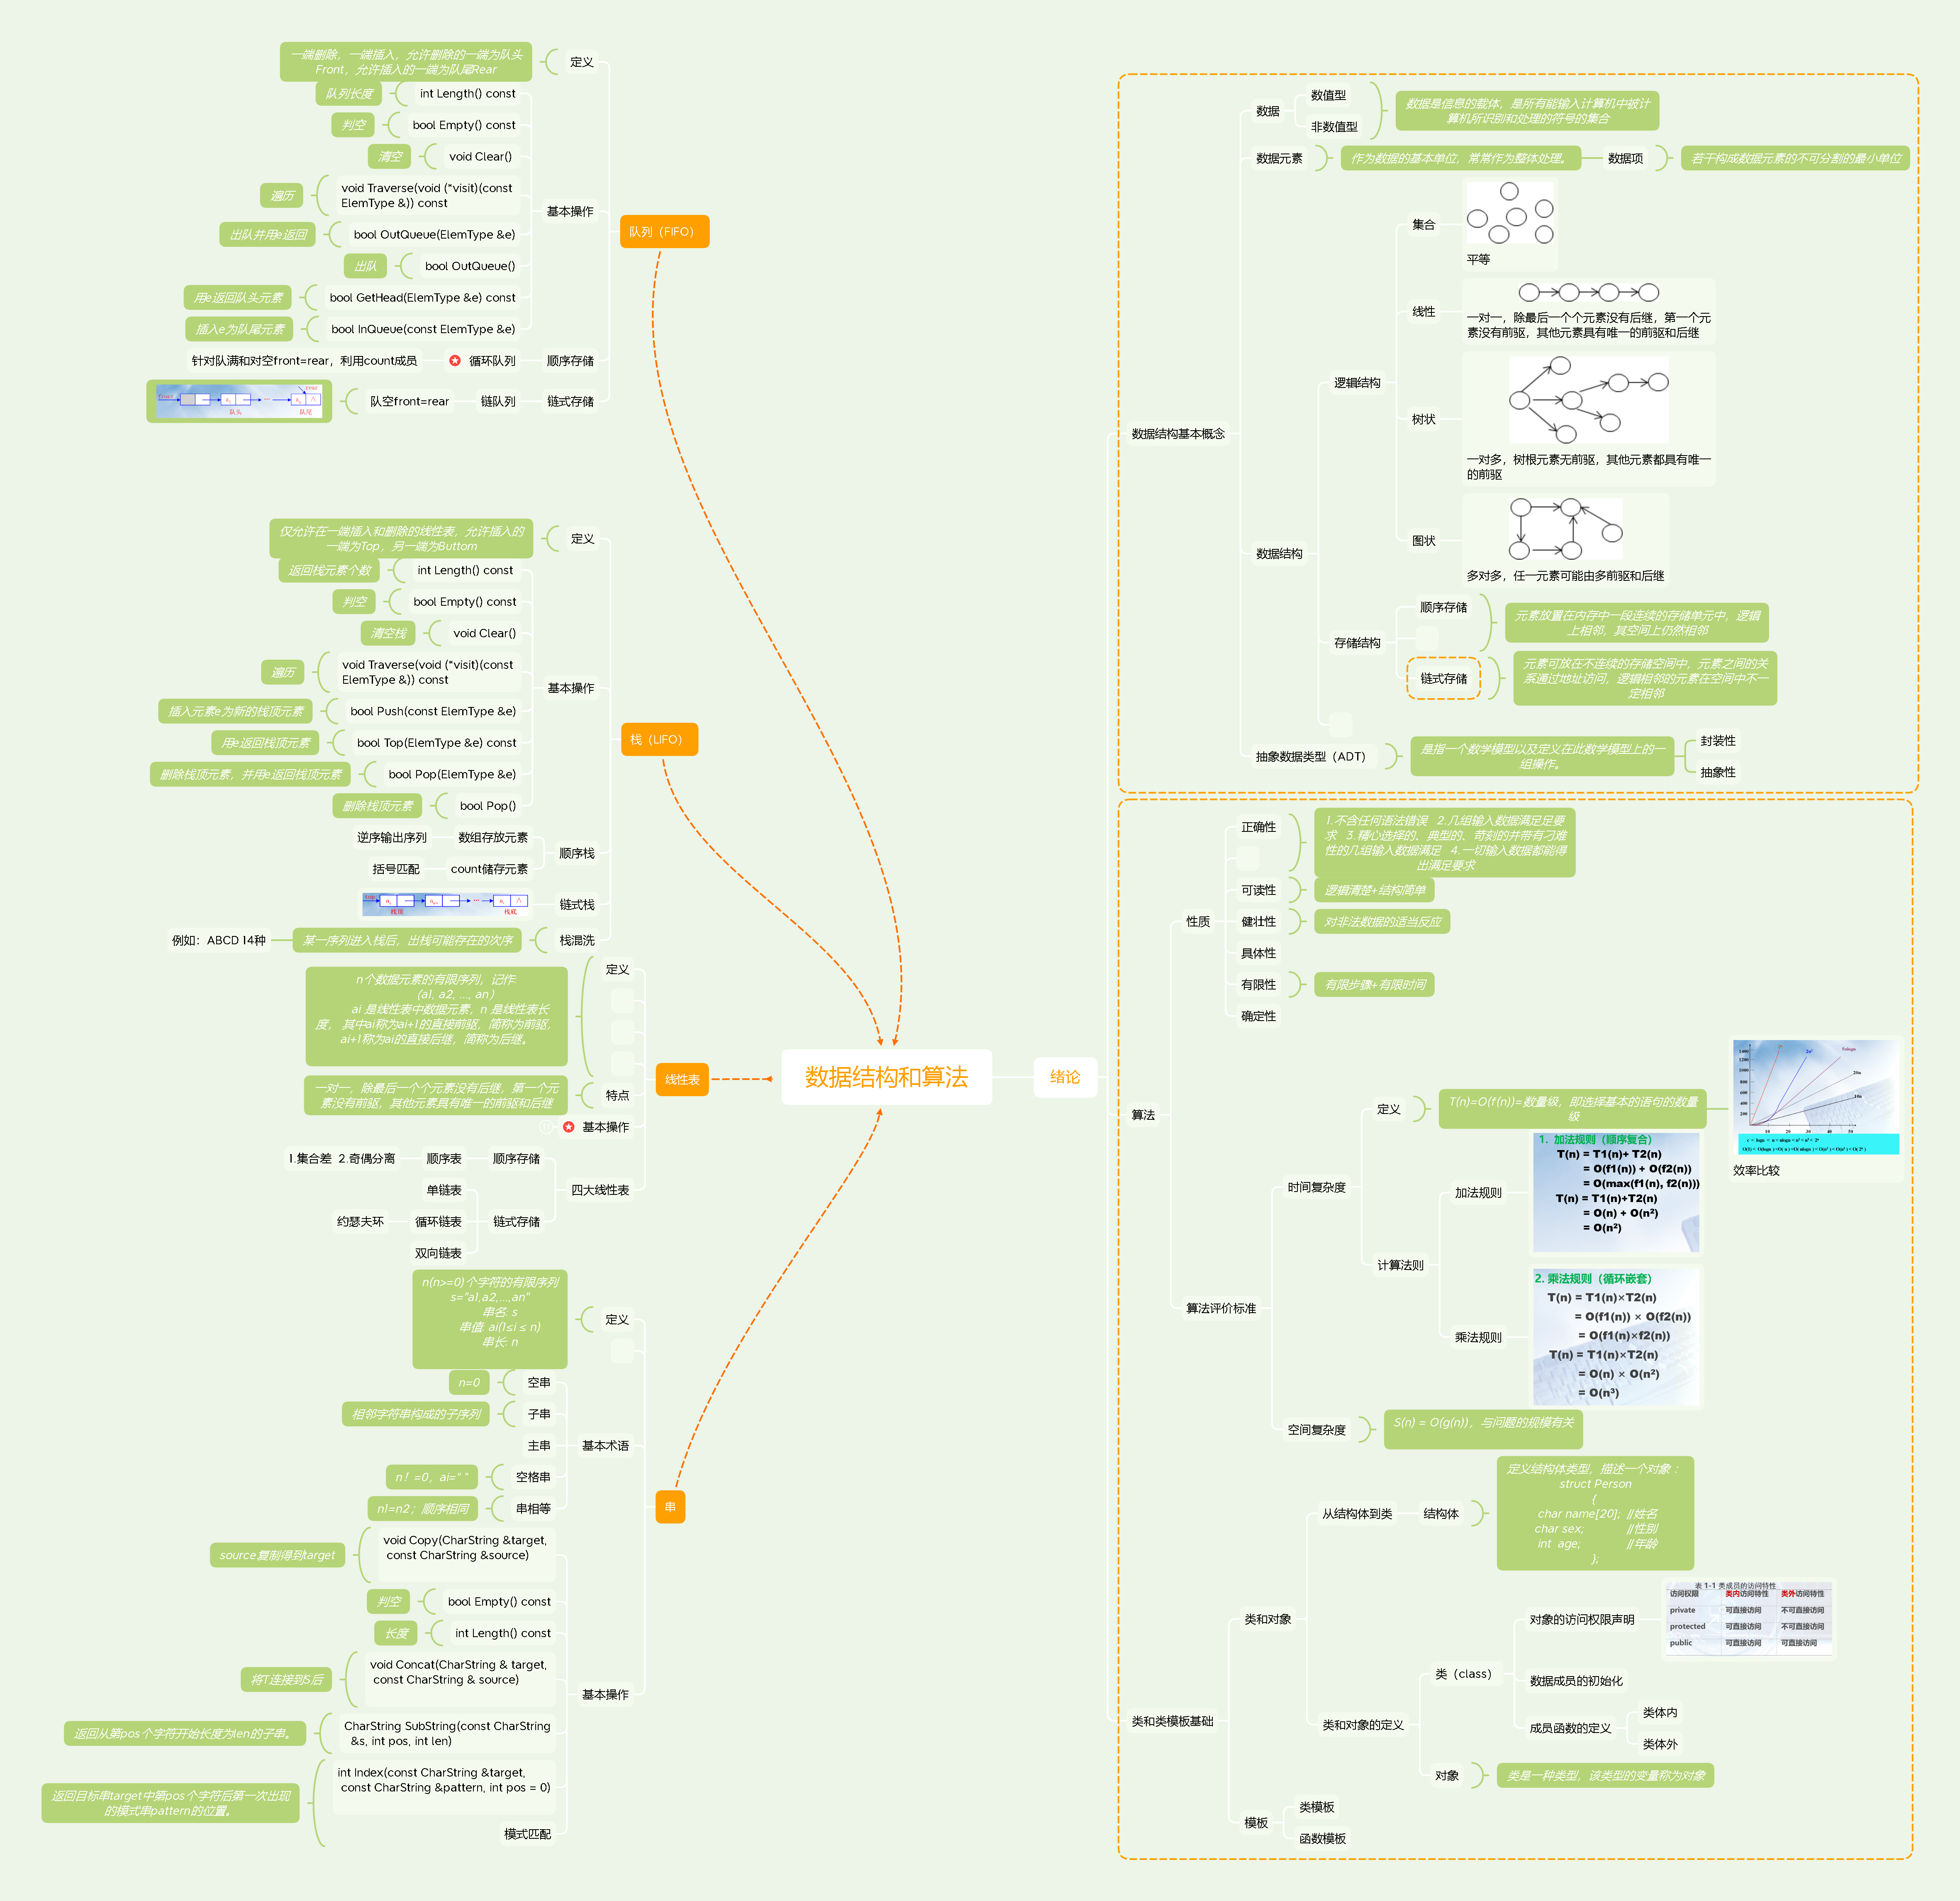 数据结构和算法
队列（FIFO）
定义
一端删除，一端插入，允许删除的一端为队头
Front，允许插入的一端为队尾Rear
基本操作
int Length() const
队列长度
bool Empty() const
判空
void Clear()
清空
void Traverse(void (*visit)(const
ElemType &)) const
遍历
bool OutQueue(ElemType &e)
出队并用e返回
bool OutQueue()
出队
bool GetHead(ElemType &e) const
用e返回队头元素
bool InQueue(const ElemType &e)
插入e为队尾元素
顺序存储
循环队列
针对队满和对空front=rear，利用count成员
链式存储
链队列
队空front=rear
front
rear
队头
队尾
栈（LIFO）
定义
仅允许在一端插入和删除的线性表，允许插入的
一端为Top，另一端为Buttom
基本操作
int Length() const
返回栈元素个数
bool Empty() const
判空
void Clear()
清空栈
void Traverse(void (*visit)(const
ElemType &)) const
遍历
bool Push(const ElemType &e)
插入元素e为新的栈顶元素
bool Top(ElemType &e) const
用e返回栈顶元素
bool Pop(ElemType &e)
删除栈顶元素，并用e返回栈顶元素
bool Pop()
删除栈顶元素
顺序栈
数组存放元素
逆序输出序列
count储存元素
括号匹配
链式栈
top
栈顶
栈底
栈混洗
某一序列进入栈后，出栈可能存在的次序
例如：ABCD 14种
线性表
定义
n个数据元素的有限序列，记作:
（a1, a2, ..., an）
ai 是线性表中数据元素，n 是线性表长
度， 其中ai称为ai+1的直接前驱，简称为前驱，
ai+1称为ai的直接后继，简称为后继。
特点
一对一，除最后一个个元素没有后继，第一个元
素没有前驱，其他元素具有唯一的前驱和后继
基本操作
四大线性表
顺序存储
顺序表
1.集合差 2.奇偶分离
链式存储
单链表
循环链表
约瑟夫环
双向链表
串
定义
n(n>=0)个字符的有限序列
s="a1,a2,...,an"
串名: s
串值: ai(1≤i ≤ n)
串长: n
基本术语
空串
n=0
子串
相邻字符串构成的子序列
主串
空格串
n！=0，ai=" "
串相等
n1=n2；顺序相同
基本操作
void Copy(CharString &target,
const CharString &source)
source复制得到target
bool Empty() const
判空
int Length() const
长度
void Concat(CharString & target,
const CharString & source)
将T连接到S后
CharString SubString(const CharString
&s, int pos, int len)
返回从第pos个字符开始长度为len的子串。
int Index(const CharString &target,
const CharString &pattern, int pos = 0)
返回目标串target中第pos个字符后第一次出现
的模式串pattern的位置。
模式匹配
绪论
数据结构基本概念
数据
数值型
非数值型
数据是信息的载体，是所有能输入计算机中被计
算机所识别和处理的符号的集合
数据元素
作为数据的基本单位，常常作为整体处理。
数据项
若干构成数据元素的不可分割的最小单位
数据结构
逻辑结构
集合
平等
线性
一对一，除最后一个个元素没有后继，第一个元
素没有前驱，其他元素具有唯一的前驱和后继
树状
一对多，树根元素无前驱，其他元素都具有唯一
的前驱
图状
多对多，任一元素可能由多前驱和后继
存储结构
顺序存储
元素放置在内存中一段连续的存储单元中，逻辑
上相邻，其空间上仍然相邻
链式存储
元素可放在不连续的存储空间中，元素之间的关
系通过地址访问，逻辑相邻的元素在空间中不一
定相邻
抽象数据类型（ADT）
是指一个数学模型以及定义在此数学模型上的一
组操作。
封装性
抽象性
算法
性质
正确性
1.不含任何语法错误 2.几组输入数据满足足要
求 3.精心选择的、典型的、苛刻的并带有刁难
性的几组输入数据满足 4.一切输入数据都能得
出满足要求
可读性
逻辑清楚+结构简单
健壮性
对非法数据的适当反应
具体性
有限性
有限步骤+有限时间
确定性
算法评价标准
时间复杂度
定义
T(n)=O(f(n))=数量级，即选择基本的语句的数量
级
1400
1200
1000
800
600
400
200
10 20 30 40 50
20n
10n
效率比较
计算法则
加法规则
1. 加法规则（顺序复合）
T(n) = T1(n)+ T2(n)
= O(f1(n)) + O(f2(n))
= O(max(f1(n), f2(n)))
T(n) = T1(n)+T2(n)
= O(n) + O(n²)
= O(n²)
乘法规则
2. 乘法规则（循环嵌套）
T(n) = T1(n)×T2(n)
= O(f1(n)) × O(f2(n))
= O(f1(n)×f2(n))
T(n) = T1(n)×T2(n)
= O(n) × O(n²)
= O(n³)
空间复杂度
S(n) = O(g(n))，与问题的规模有关
类和类模板基础
类和对象
从结构体到类
结构体
定义结构体类型，描述一个对象：
struct Person
{
char name[20]; //姓名
char sex; //性别
int age; //年龄
};
类和对象的定义
类（class）
对象的访问权限声明
表 1-1 类成员的访问特性
访问权限 类内访问特性 类外访问特性
private 可直接访问 不可直接访问
protected 可直接访问 不可直接访问
public 可直接访问 可直接访问
数据成员的初始化
成员函数的定义
类体内
类体外
对象
类是一种类型，该类型的变量称为对象
模板
类模板
函数模板